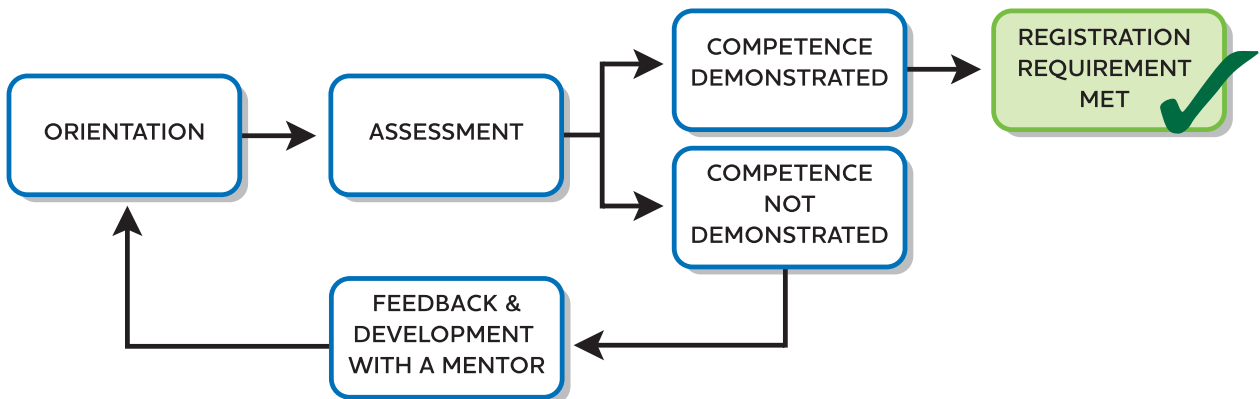 ORIENTATION
ASSESSMENT
COMPETENCE
DEMONSTRATED
REGISTRATION
REQUIREMENT
MET
COMPETENCE
NOT
DEMONSTRATED
FEEDBACK &
DEVELOPMENT
WITH A MENTOR